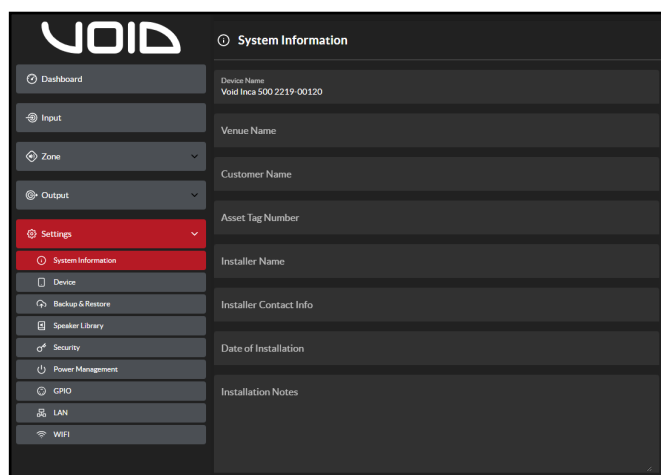 VOID
System Information
Dashboard
Device Name
Void Inca 500 2219-00120
Input
Venue Name
Zone
Customer Name
Output
Asset Tag Number
Settings
System Information
Installer Name
Device
Backup & Restore
Installer Contact Info
Speaker Library
Security
Date of Installation
Power Management
GPIO
Installation Notes
LAN
WIFI